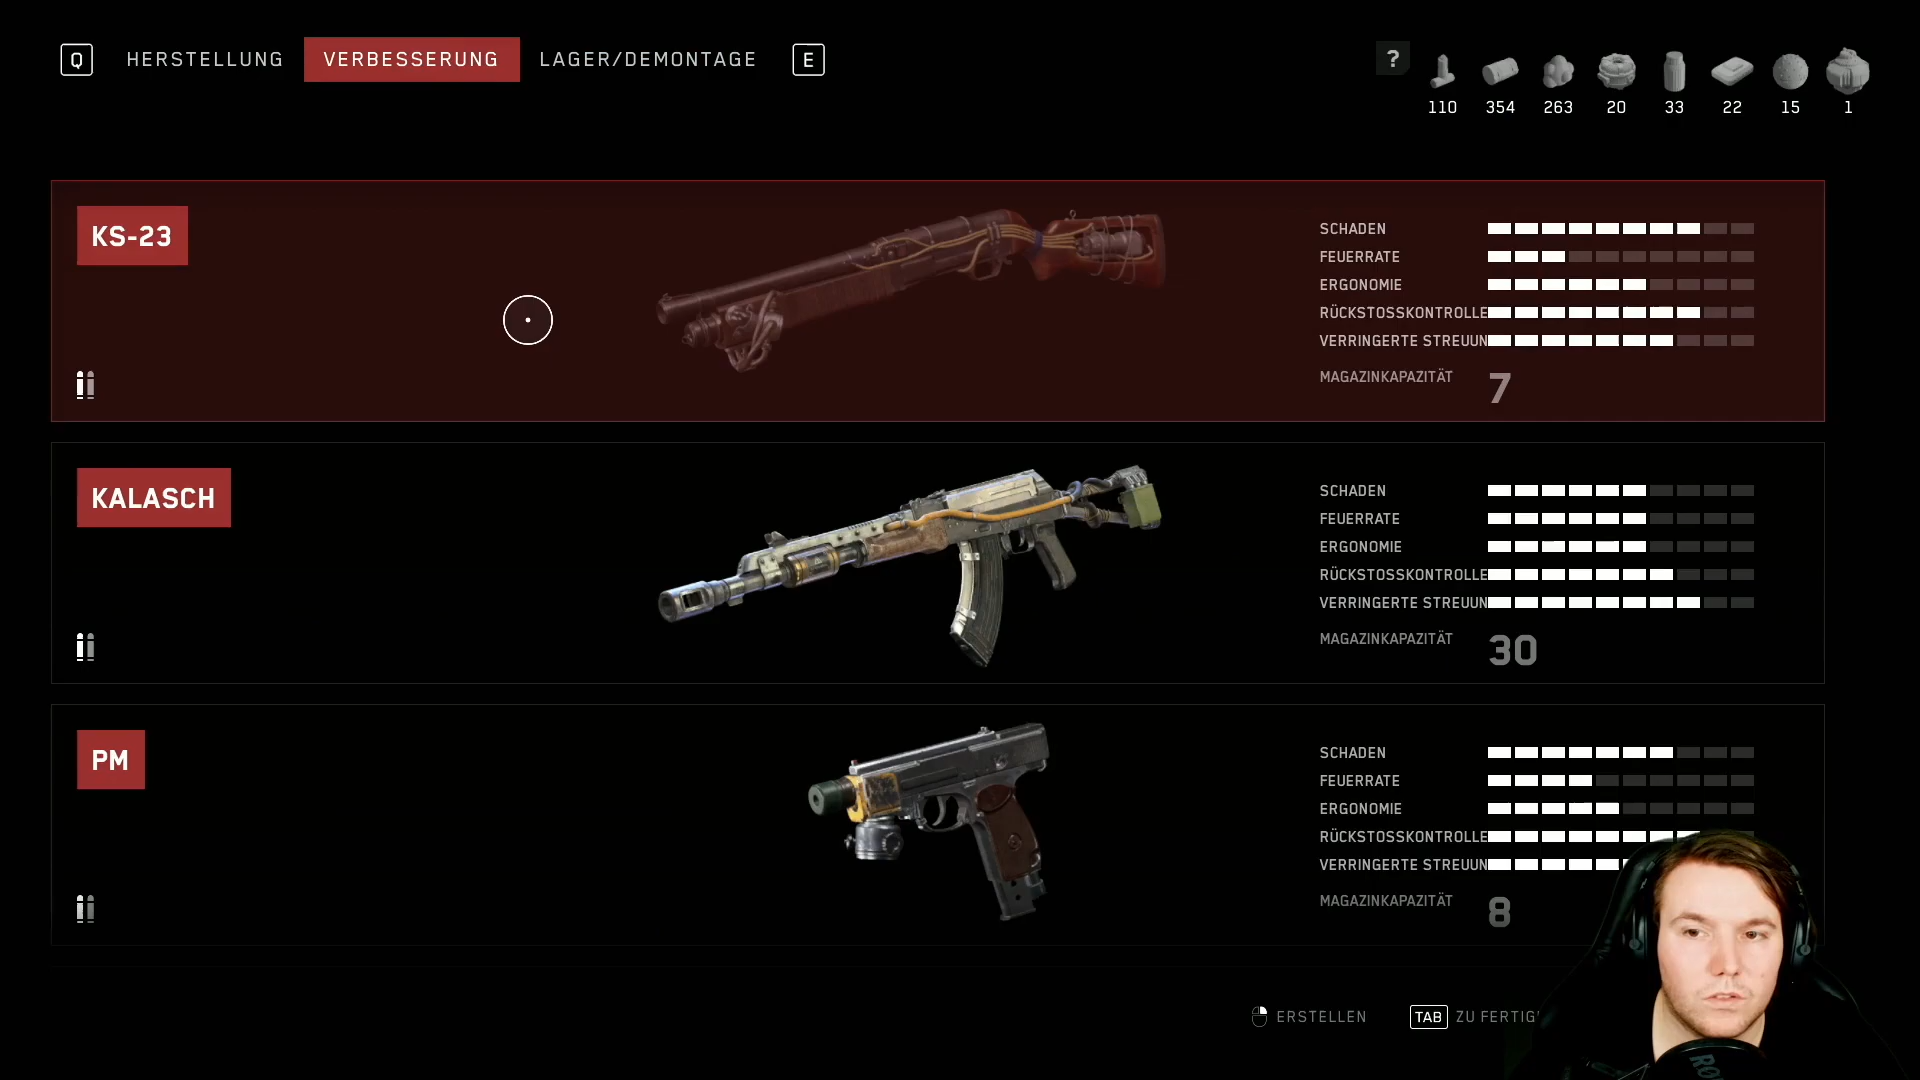 Q HERSTELLUNG VERBESSERUNG LAGER/DEMONTAGE E
?
110 354 263 20 33 22 15 1
KS-23
SCHADEN
FEUERRATE
ERGONOMIE
RÜCKSTOSSKONTROLLE
VERRINGERTE STREUUN
MAGAZINKAPAZITÄT 7
KALASCH
SCHADEN
FEUERRATE
ERGONOMIE
RÜCKSTOSSKONTROLLE
VERRINGERTE STREUUN
MAGAZINKAPAZITÄT 30
PM
SCHADEN
FEUERRATE
ERGONOMIE
RÜCKSTOSSKONTROLLE
VERRINGERTE STREUUN
MAGAZINKAPAZITÄT 8
ERSTELLEN TAB ZU FERTIG